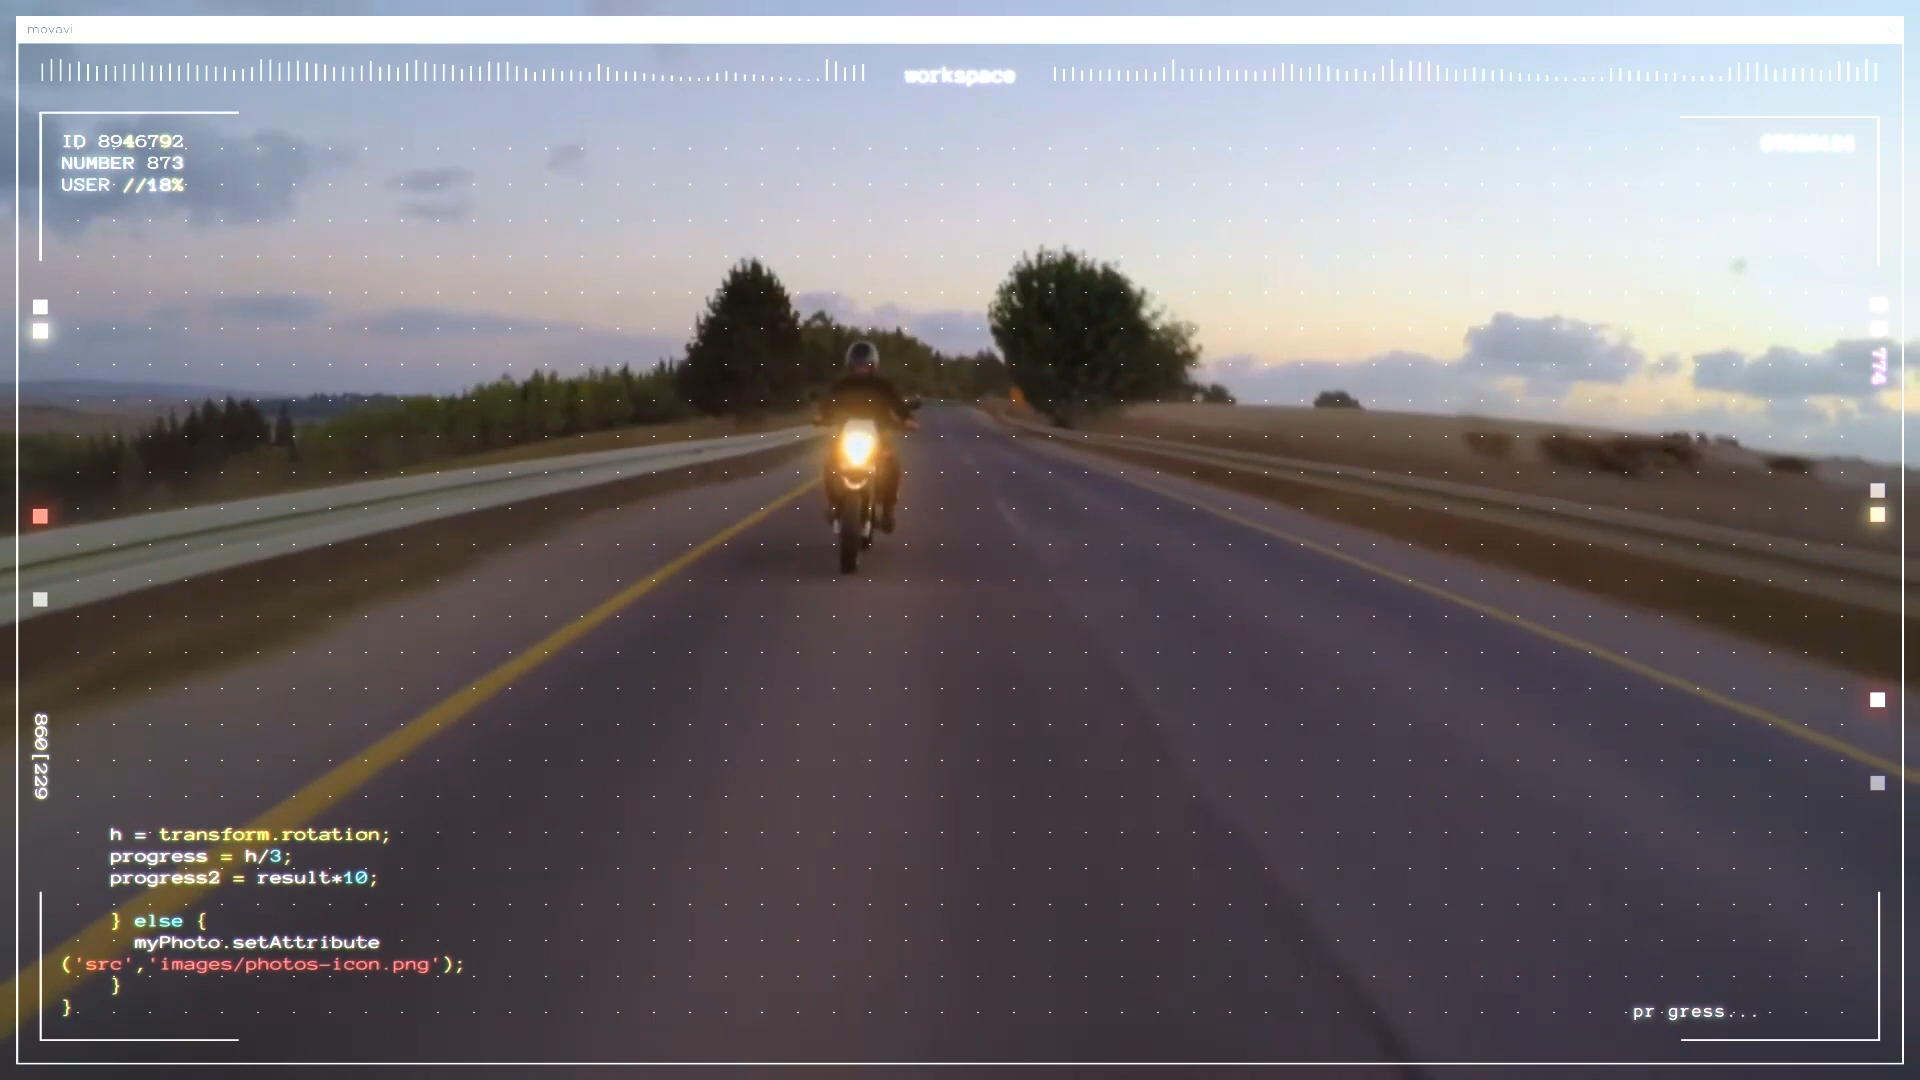 movavi
workspace
ID 8946792
NUMBER 873
USER //18%
7774
860[229
h = transform.rotation;
progress = h/3;
progress2 = result*10;
} else {
myPhoto.setAttribute
('src','images/photos-icon.png');
}
}
pr gress...